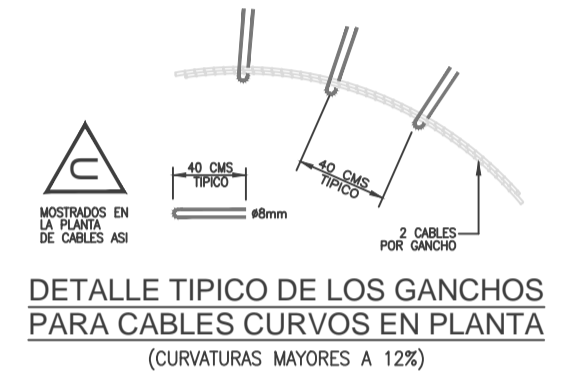 40 CMS
TIPICO
40 CMS
TIPICO
ø8mm
MOSTRADOS EN
LA PLANTA
DE CABLES ASI
2 CABLES
POR GANCHO
DETALLE TIPICO DE LOS GANCHOS
PARA CABLES CURVOS EN PLANTA
(CURVATURAS MAYORES A 12%)